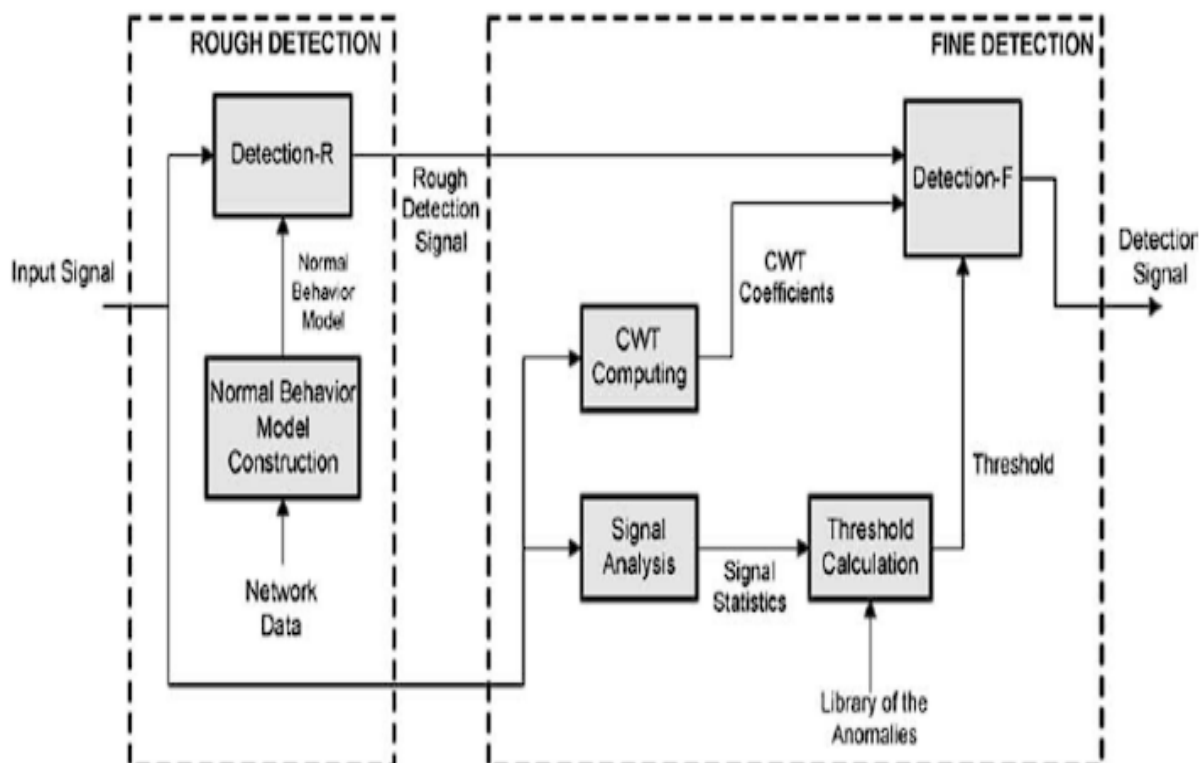 ROUGH DETECTION
FINE DETECTION
Detection-R
Rough
Detection
Signal
Detection-F
Detection
Signal
Input Signal
Normal
Behavior
Model
CWT
Coefficients
CWT
Computing
Normal Behavior
Model
Construction
Threshold
Signal
Analysis
Signal
Statistics
Threshold
Calculation
Network
Data
Library of the
Anomalies